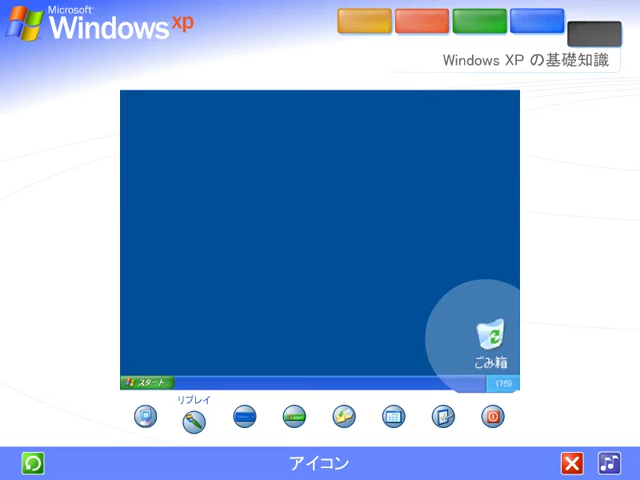 Microsoft
Windows xp
Windows XP の基礎知識
ごみ箱
スタート
17:59
リプレイ
アイコン